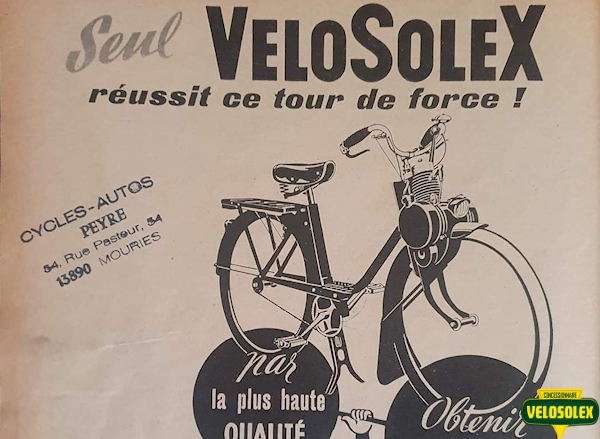 Seul VELOSOLEX
réussit ce tour de force !
CYCLES-AUTOS
PEYRE
54, Rue Pasteur, 54
13890 MOURIES
par
la plus haute
QUALITÉ
Obtenir
CONCESSIONNAIRE
VELOSOLEX